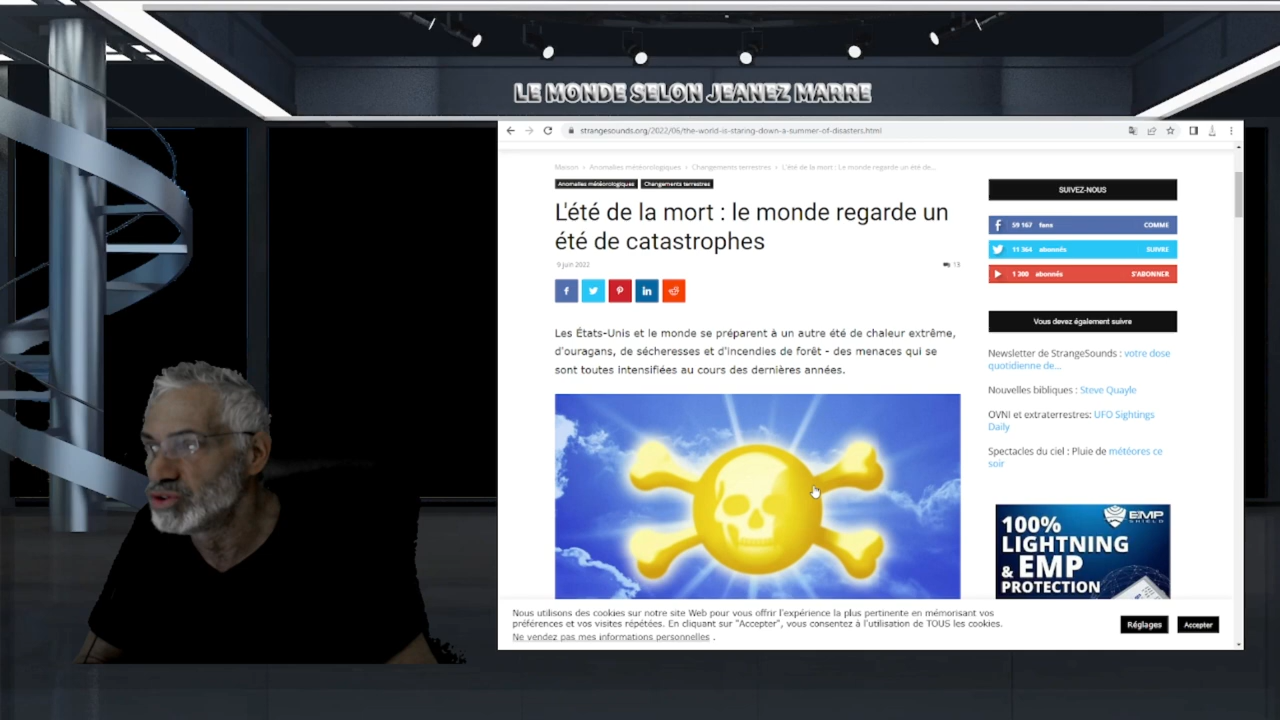 LE MONDE SELON JEANEZ MARRE
strangesounds.org/2022/06/the-world-is-staring-down-a-summer-of-disasters.html
Maison › Anomalies météorologiques › Changements terrestres › L'été de la mort : Le monde regarde un été de...
Anomalies météorologiques Changements terrestres
L'été de la mort : le monde regarde un
été de catastrophes
9 juin 2022 13
Les États-Unis et le monde se préparent à un autre été de chaleur extrême,
d'ouragans, de sécheresses et d'incendies de forêt - des menaces qui se
sont toutes intensifiées au cours des dernières années.
SUIVEZ-NOUS
59 167 fans COMME
11 364 abonnés SUIVRE
1 200 abonnés S'ABONNER
Vous devez également suivre
Newsletter de StrangeSounds : votre dose
quotidienne de...
Nouvelles bibliques : Steve Quayle
OVNI et extraterrestres: UFO Sightings
Daily
Spectacles du ciel : Pluie de météores ce
soir
EMP
SHIELD
100%
LIGHTNING
& EMP
PROTECTION
Nous utilisons des cookies sur notre site Web pour vous offrir l'expérience la plus pertinente en mémorisant vos
préférences et vos visites répétées. En cliquant sur "Accepter", vous consentez à l'utilisation de TOUS les cookies.
Ne vendez pas mes informations personnelles .
Réglages Accepter